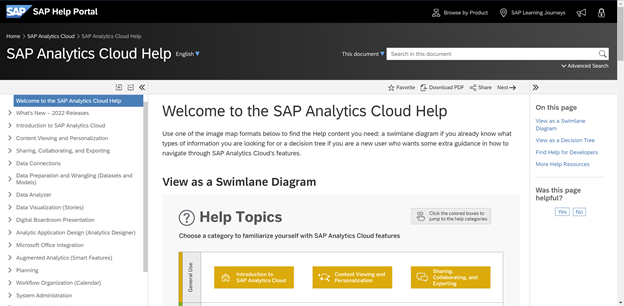 SAP SAP Help Portal
Browse by Product
SAP Learning Journeys
Home > SAP Analytics Cloud > SAP Analytics Cloud Help
SAP Analytics Cloud Help English
This document
Search in this document
Advanced Search
Favorite
Download PDF
Share
Next
Welcome to the SAP Analytics Cloud Help
What's New – 2022 Releases
Introduction to SAP Analytics Cloud
Content Viewing and Personalization
Sharing, Collaborating, and Exporting
Data Connections
Data Preparation and Wrangling (Datasets and
Models)
Data Analyzer
Data Visualization (Stories)
Digital Boardroom Presentation
Analytic Application Design (Analytics Designer)
Microsoft Office Integration
Augmented Analytics (Smart Features)
Planning
Workflow Organization (Calendar)
System Administration
Welcome to the SAP Analytics Cloud Help
Use one of the image map formats below to find the Help content you need: a swimlane diagram if you already know what
types of information you are looking for or a decision tree if you are a new user who wants some extra guidance in how to
navigate through SAP Analytics Cloud's features.
View as a Swimlane Diagram
Help Topics
Click the colored boxes to
jump to the help categories
Choose a category to familiarize yourself with SAP Analytics Cloud features
General Use
Introduction to
SAP Analytics Cloud
Content Viewing and
Personalization
Sharing,
Collaborating, and
Exporting
On this page
View as a Swimlane
Diagram
View as a Decision Tree
Find Help for Developers
More Help Resources
Was this page
helpful?
Yes
No